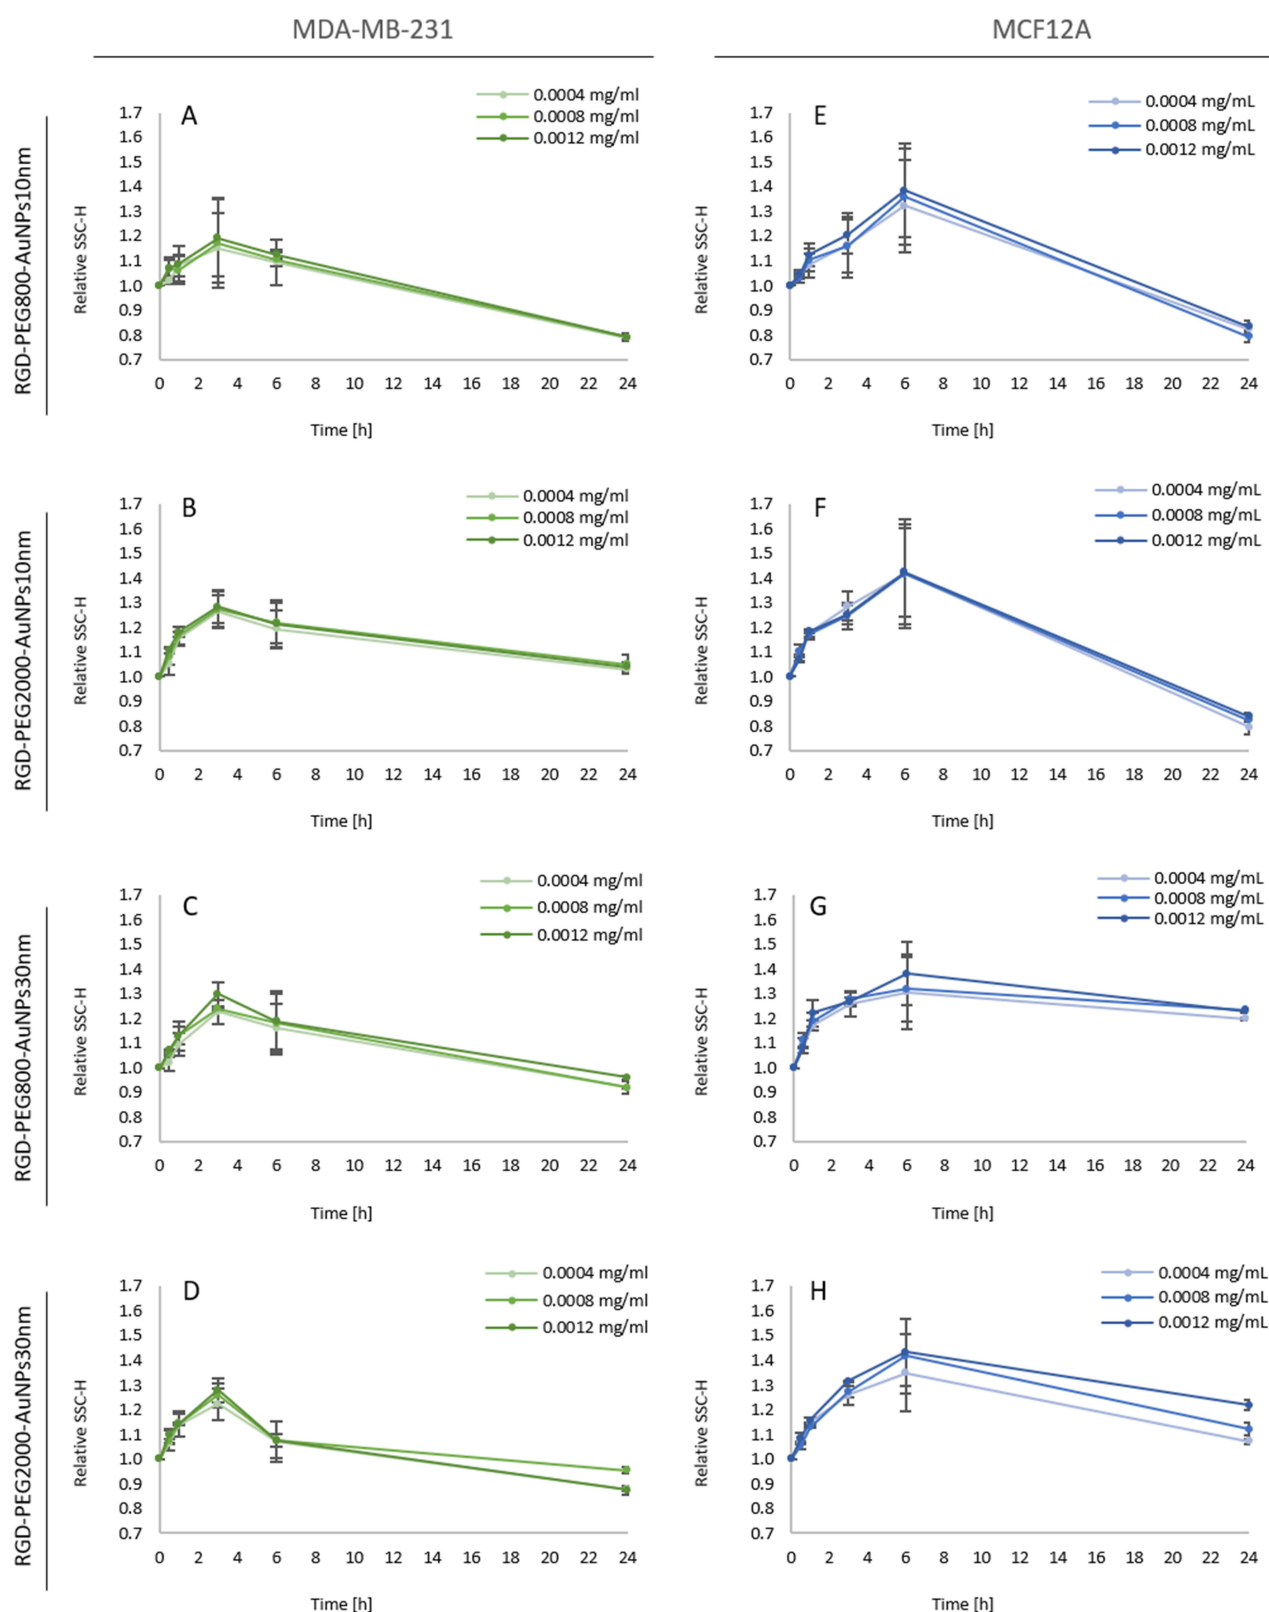 MDA-MB-231
MCF12A
RGD-PEG800-AuNPs10nm
A
0.0004 mg/ml
0.0008 mg/ml
0.0012 mg/ml
Relative SSC-H
1.7
1.6
1.5
1.4
1.3
1.2
1.1
1.0
0.9
0.8
0.7
0 2 4 6 8 10 12 14 16 18 20 22 24
Time [h]
E
0.0004 mg/mL
0.0008 mg/mL
0.0012 mg/mL
Relative SSC-H
1.7
1.6
1.5
1.4
1.3
1.2
1.1
1.0
0.9
0.8
0.7
0 2 4 6 8 10 12 14 16 18 20 22 24
Time [h]
RGD-PEG2000-AuNPs10nm
B
0.0004 mg/ml
0.0008 mg/ml
0.0012 mg/ml
Relative SSC-H
1.7
1.6
1.5
1.4
1.3
1.2
1.1
1.0
0.9
0.8
0.7
0 2 4 6 8 10 12 14 16 18 20 22 24
Time [h]
F
0.0004 mg/mL
0.0008 mg/mL
0.0012 mg/mL
Relative SSC-H
1.7
1.6
1.5
1.4
1.3
1.2
1.1
1.0
0.9
0.8
0.7
0 2 4 6 8 10 12 14 16 18 20 22 24
Time [h]
RGD-PEG800-AuNPs30nm
C
0.0004 mg/ml
0.0008 mg/ml
0.0012 mg/ml
Relative SSC-H
1.7
1.6
1.5
1.4
1.3
1.2
1.1
1.0
0.9
0.8
0.7
0 2 4 6 8 10 12 14 16 18 20 22 24
Time [h]
G
0.0004 mg/mL
0.0008 mg/mL
0.0012 mg/mL
Relative SSC-H
1.7
1.6
1.5
1.4
1.3
1.2
1.1
1.0
0.9
0.8
0.7
0 2 4 6 8 10 12 14 16 18 20 22 24
Time [h]
RGD-PEG2000-AuNPs30nm
D
0.0004 mg/ml
0.0008 mg/ml
0.0012 mg/ml
Relative SSC-H
1.7
1.6
1.5
1.4
1.3
1.2
1.1
1.0
0.9
0.8
0.7
0 2 4 6 8 10 12 14 16 18 20 22 24
Time [h]
H
0.0004 mg/mL
0.0008 mg/mL
0.0012 mg/mL
Relative SSC-H
1.7
1.6
1.5
1.4
1.3
1.2
1.1
1.0
0.9
0.8
0.7
0 2 4 6 8 10 12 14 16 18 20 22 24
Time [h]